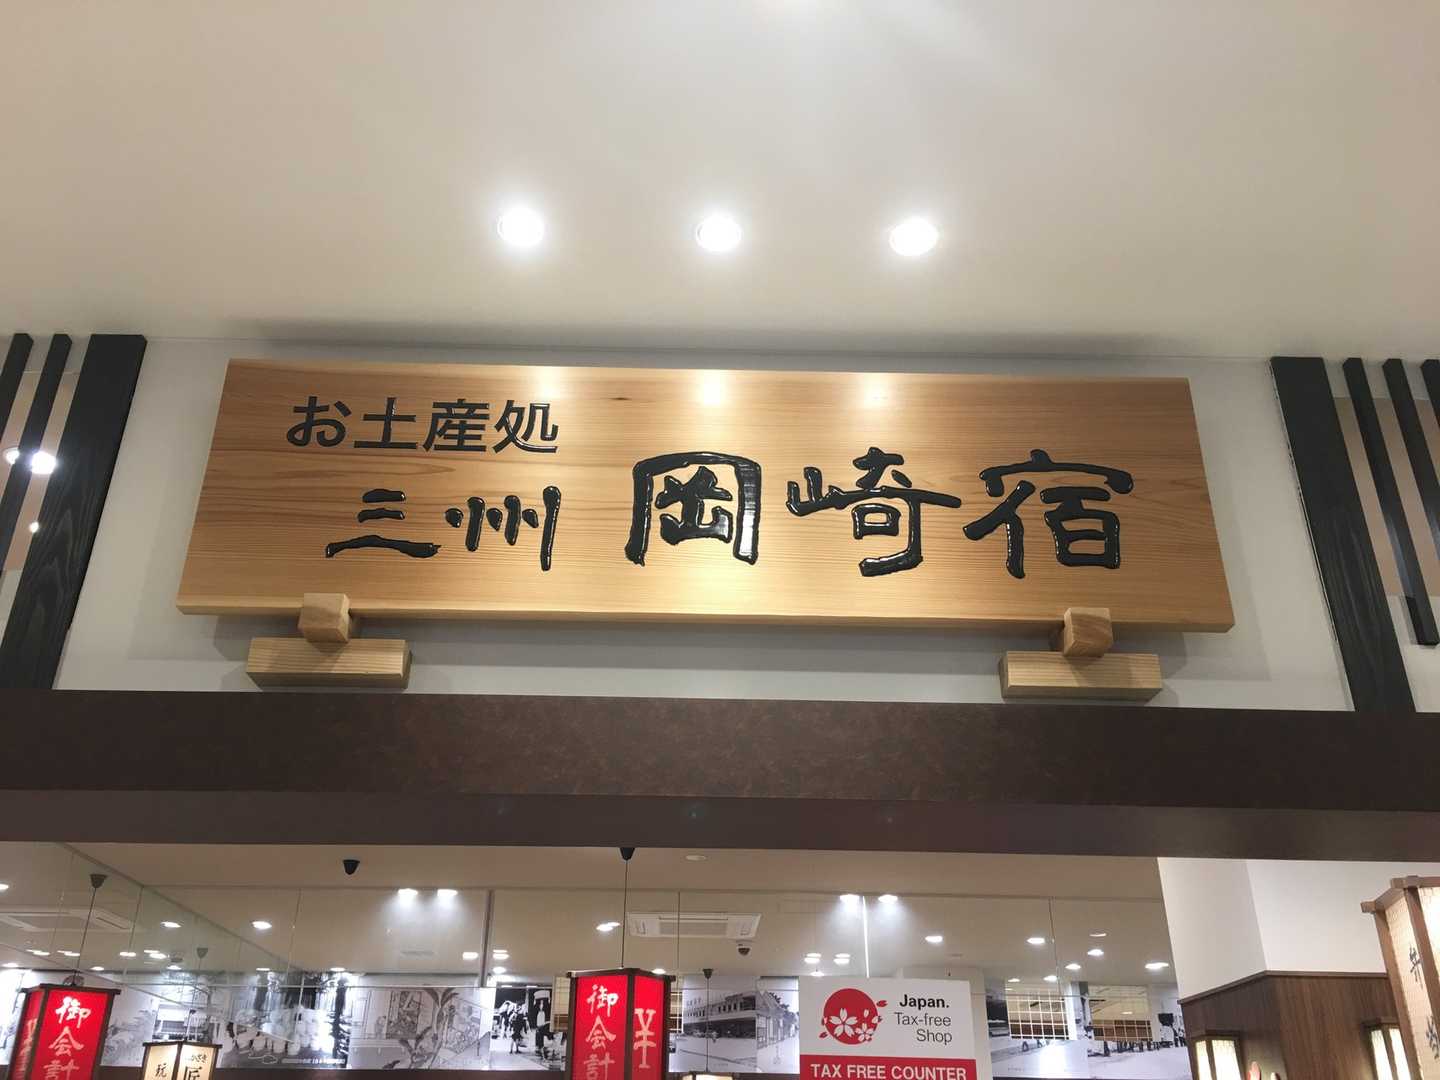 お土産処
三州 岡崎宿
御会計
御会計
¥
Japan.
Tax-free
Shop
TAX FREE COUNTER
匠